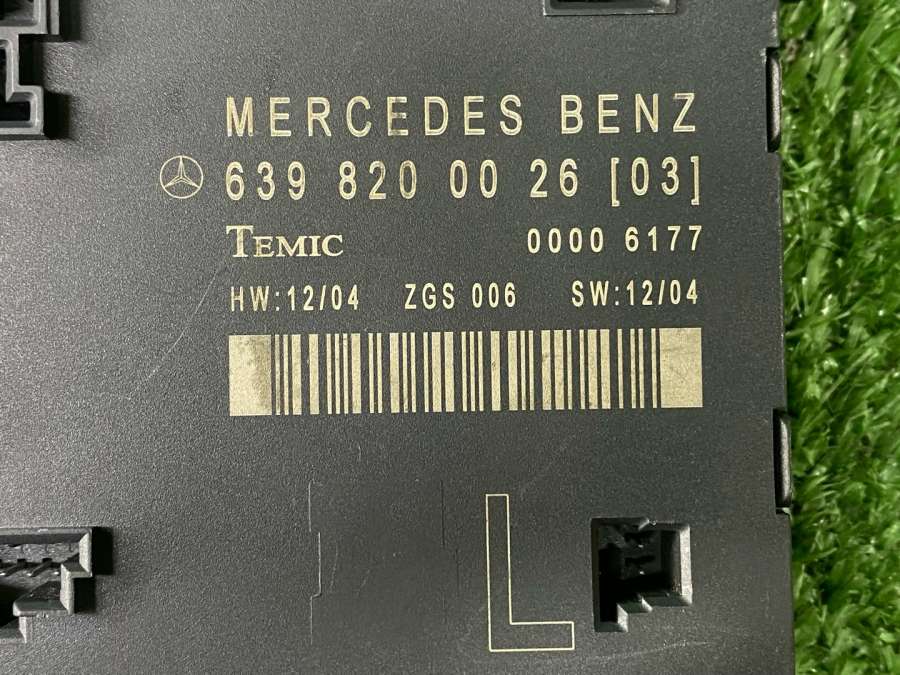 MERCEDES BENZ
639 820 00 26 [03]
TEMIC 0000 6177
HW:12/04 ZGS 006 SW:12/04
L